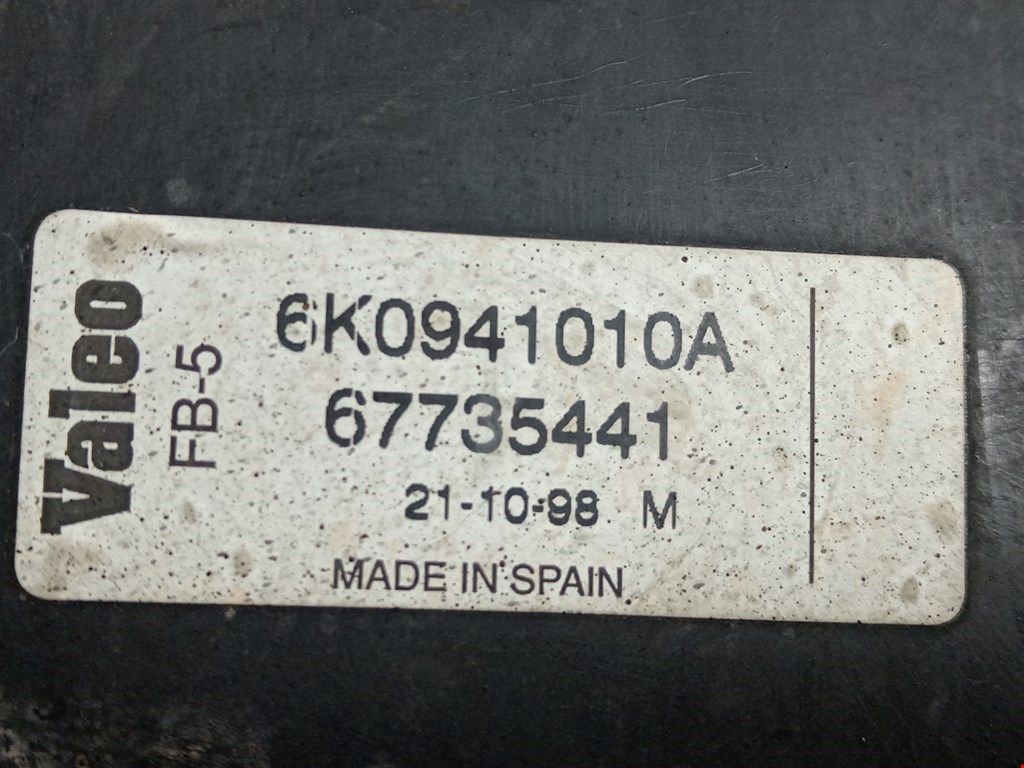 Valeo
FB-5
6K0941010A
67735441
21-10-98 M
MADE IN SPAIN